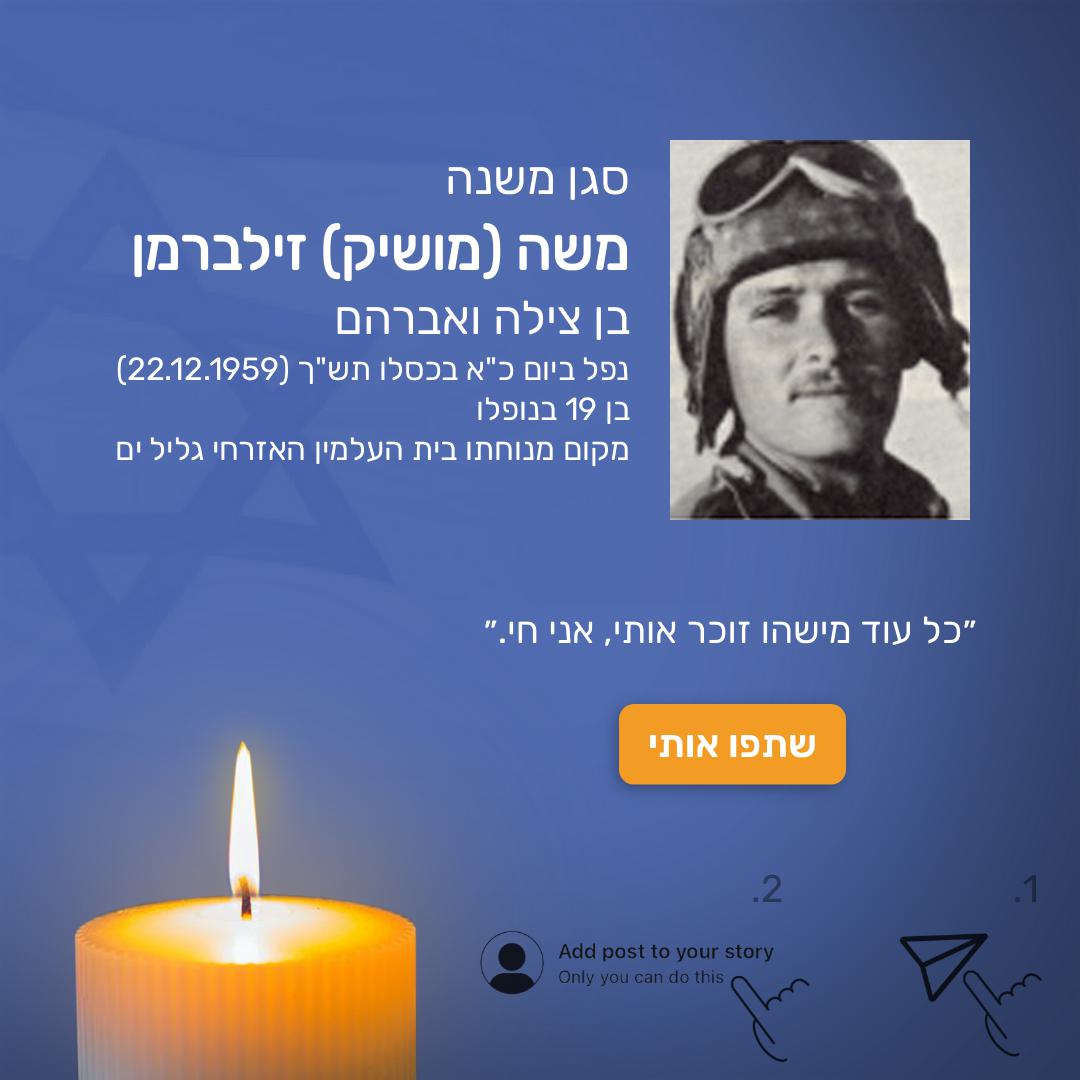 סגן משנה
משה (מושיק) זילברמן
בן צילה ואברהם
נפל ביום כ"א בכסלו תש"ך (22.12.1959)
בן 19 בנופלו
מקום מנוחתו בית העלמין האזרחי גליל ים
״כל עוד מישהו זוכר אותי, אני חי.״
שתפו אותי
1.
2.
Add post to your story
Only you can do this